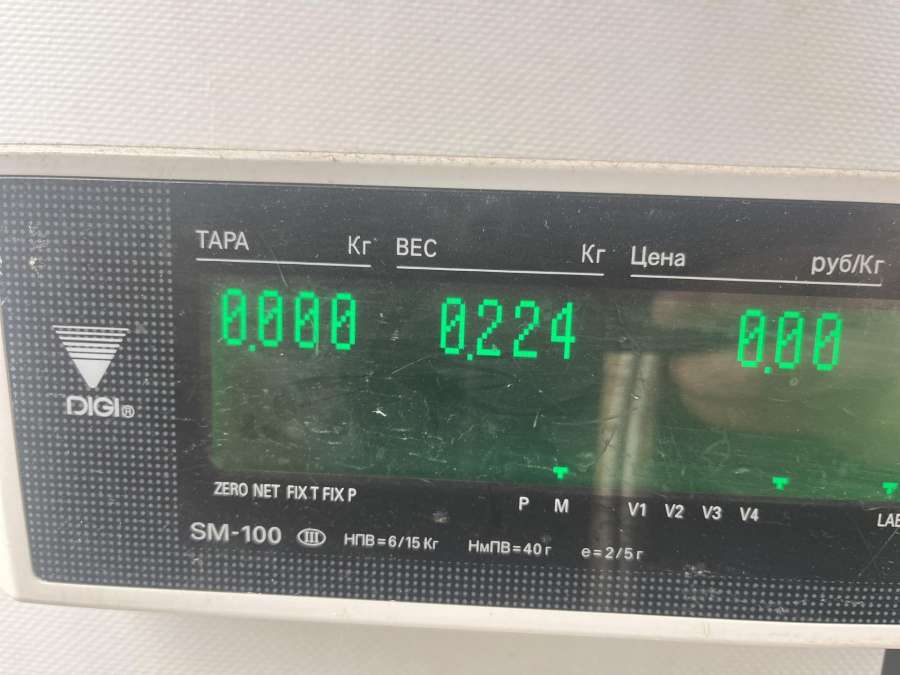 ТАРА Кг ВЕС Кг Цена руб/Кг
0.000 0.224 0.00
DIGI®
ZERO NET FIX T FIX P P M V1 V2 V3 V4
SM-100 III НПВ=6/15 Кг НмПВ=40 г e=2/5 г